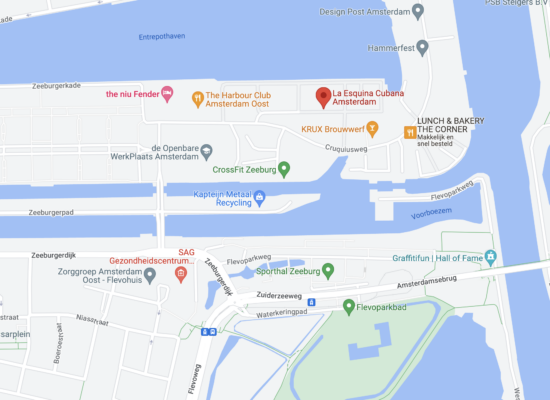 PSB Steigers B.V
Design Post Amsterdam
Entrepothaven
Hammerfest
Zeeburgerkade
the niu Fender
The Harbour Club
Amsterdam Oost
La Esquina Cubana
Amsterdam
KRUX Brouwwerf
LUNCH & BAKERY
THE CORNER
Makkelijk en
snel besteld
Cruquiusweg
de Openbare
WerkPlaats Amsterdam
CrossFit Zeeburg
Kapteijn Metaal
Recycling
Flevoparkweg
Zeeburgerpad
Voorboezem
Zeeburgerdijk
SAG
Gezondheidscentrum...
Flevoparkweg
Graffitifun | Hall of Fame
Zorggroep Amsterdam
Oost - Flevohuis
Zeeburgerdijk
Sporthal Zeeburg
Amsterdamsebrug
Zuiderzeeweg
Waterkeringpad
Flevoparkbad
Niasstraat
straat
ssarplein
Boeroestraat
Flevoweg
We